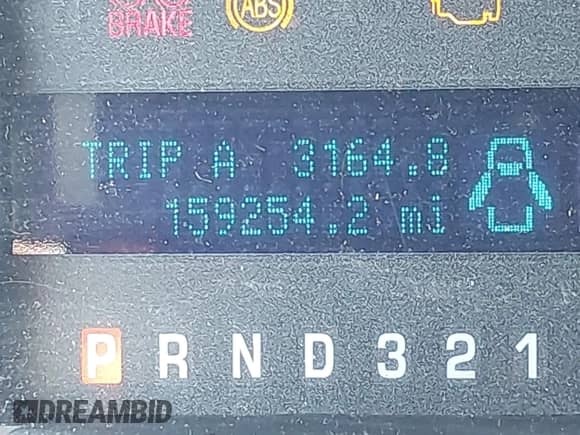 BRAKE ABS
TRIP A 3164.8
159254.2 mi
P R N D 3 2 1
DREAMBID